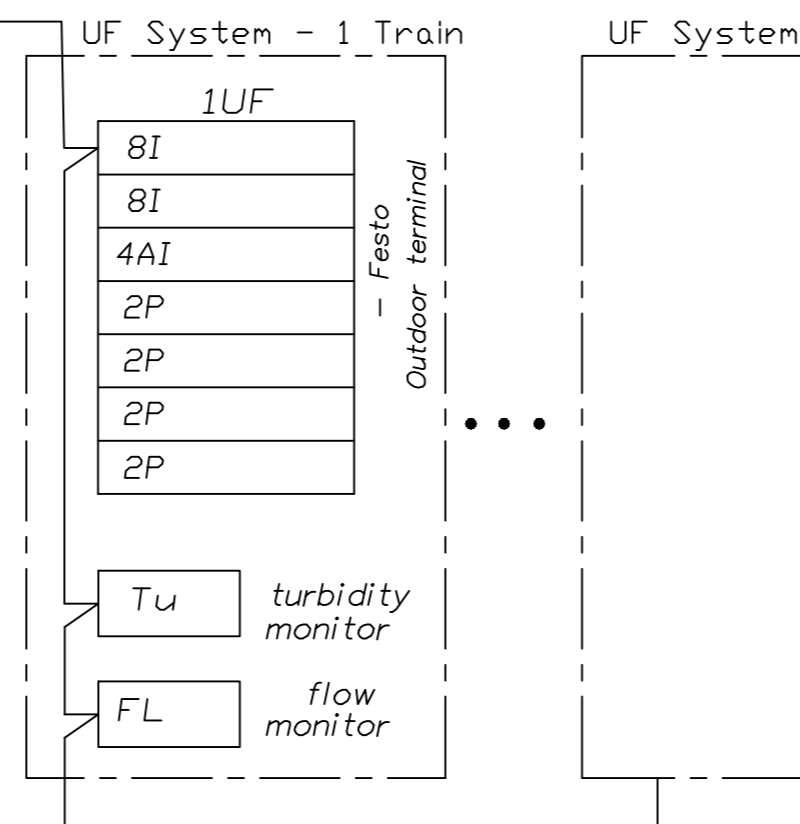 UF System - 1 Train
UF System
1UF
8I
8I
4AI
2P
2P
2P
2P
- Festo
Outdoor terminal
Tu
turbidity
monitor
FL
flow
monitor